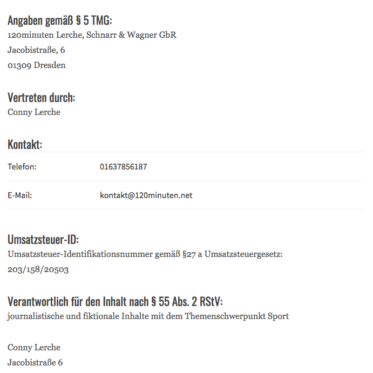 Angaben gemäß § 5 TMG:
120minuten Lerche, Schnarr & Wagner GbR
Jacobistraße, 6
01309 Dresden
Vertreten durch:
Conny Lerche
Kontakt:
Telefon: 01637856187
E-Mail: kontakt@120minuten.net
Umsatzsteuer-ID:
Umsatzsteuer-Identifikationsnummer gemäß §27 a Umsatzsteuergesetz:
203/158/20503
Verantwortlich für den Inhalt nach § 55 Abs. 2 RStV:
journalistische und fiktionale Inhalte mit dem Themenschwerpunkt Sport
Conny Lerche
Jacobistraße 6